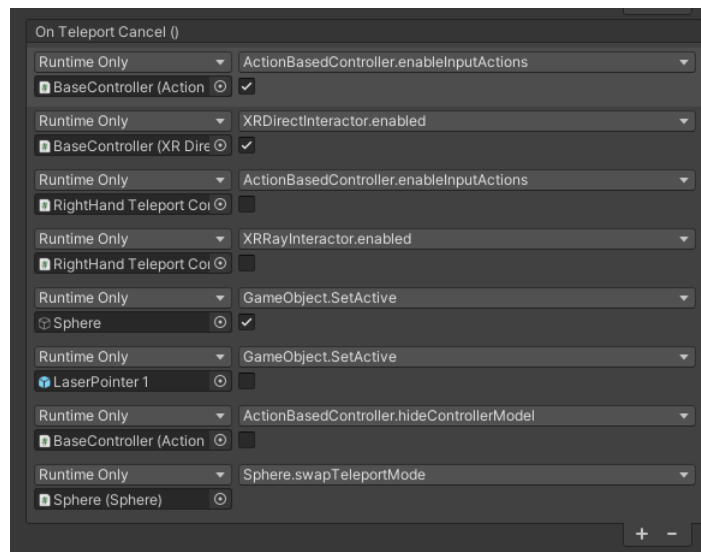 On Teleport Cancel ()
Runtime Only ActionBasedController.enableInputActions
BaseController (Action
Runtime Only XRDirectInteractor.enabled
BaseController (XR Dire
Runtime Only ActionBasedController.enableInputActions
RightHand Teleport Co
Runtime Only XRRayInteractor.enabled
RightHand Teleport Co
Runtime Only GameObject.SetActive
Sphere
Runtime Only GameObject.SetActive
LaserPointer 1
Runtime Only ActionBasedController.hideControllerModel
BaseController (Action
Runtime Only Sphere.swapTeleportMode
Sphere (Sphere)
+ −